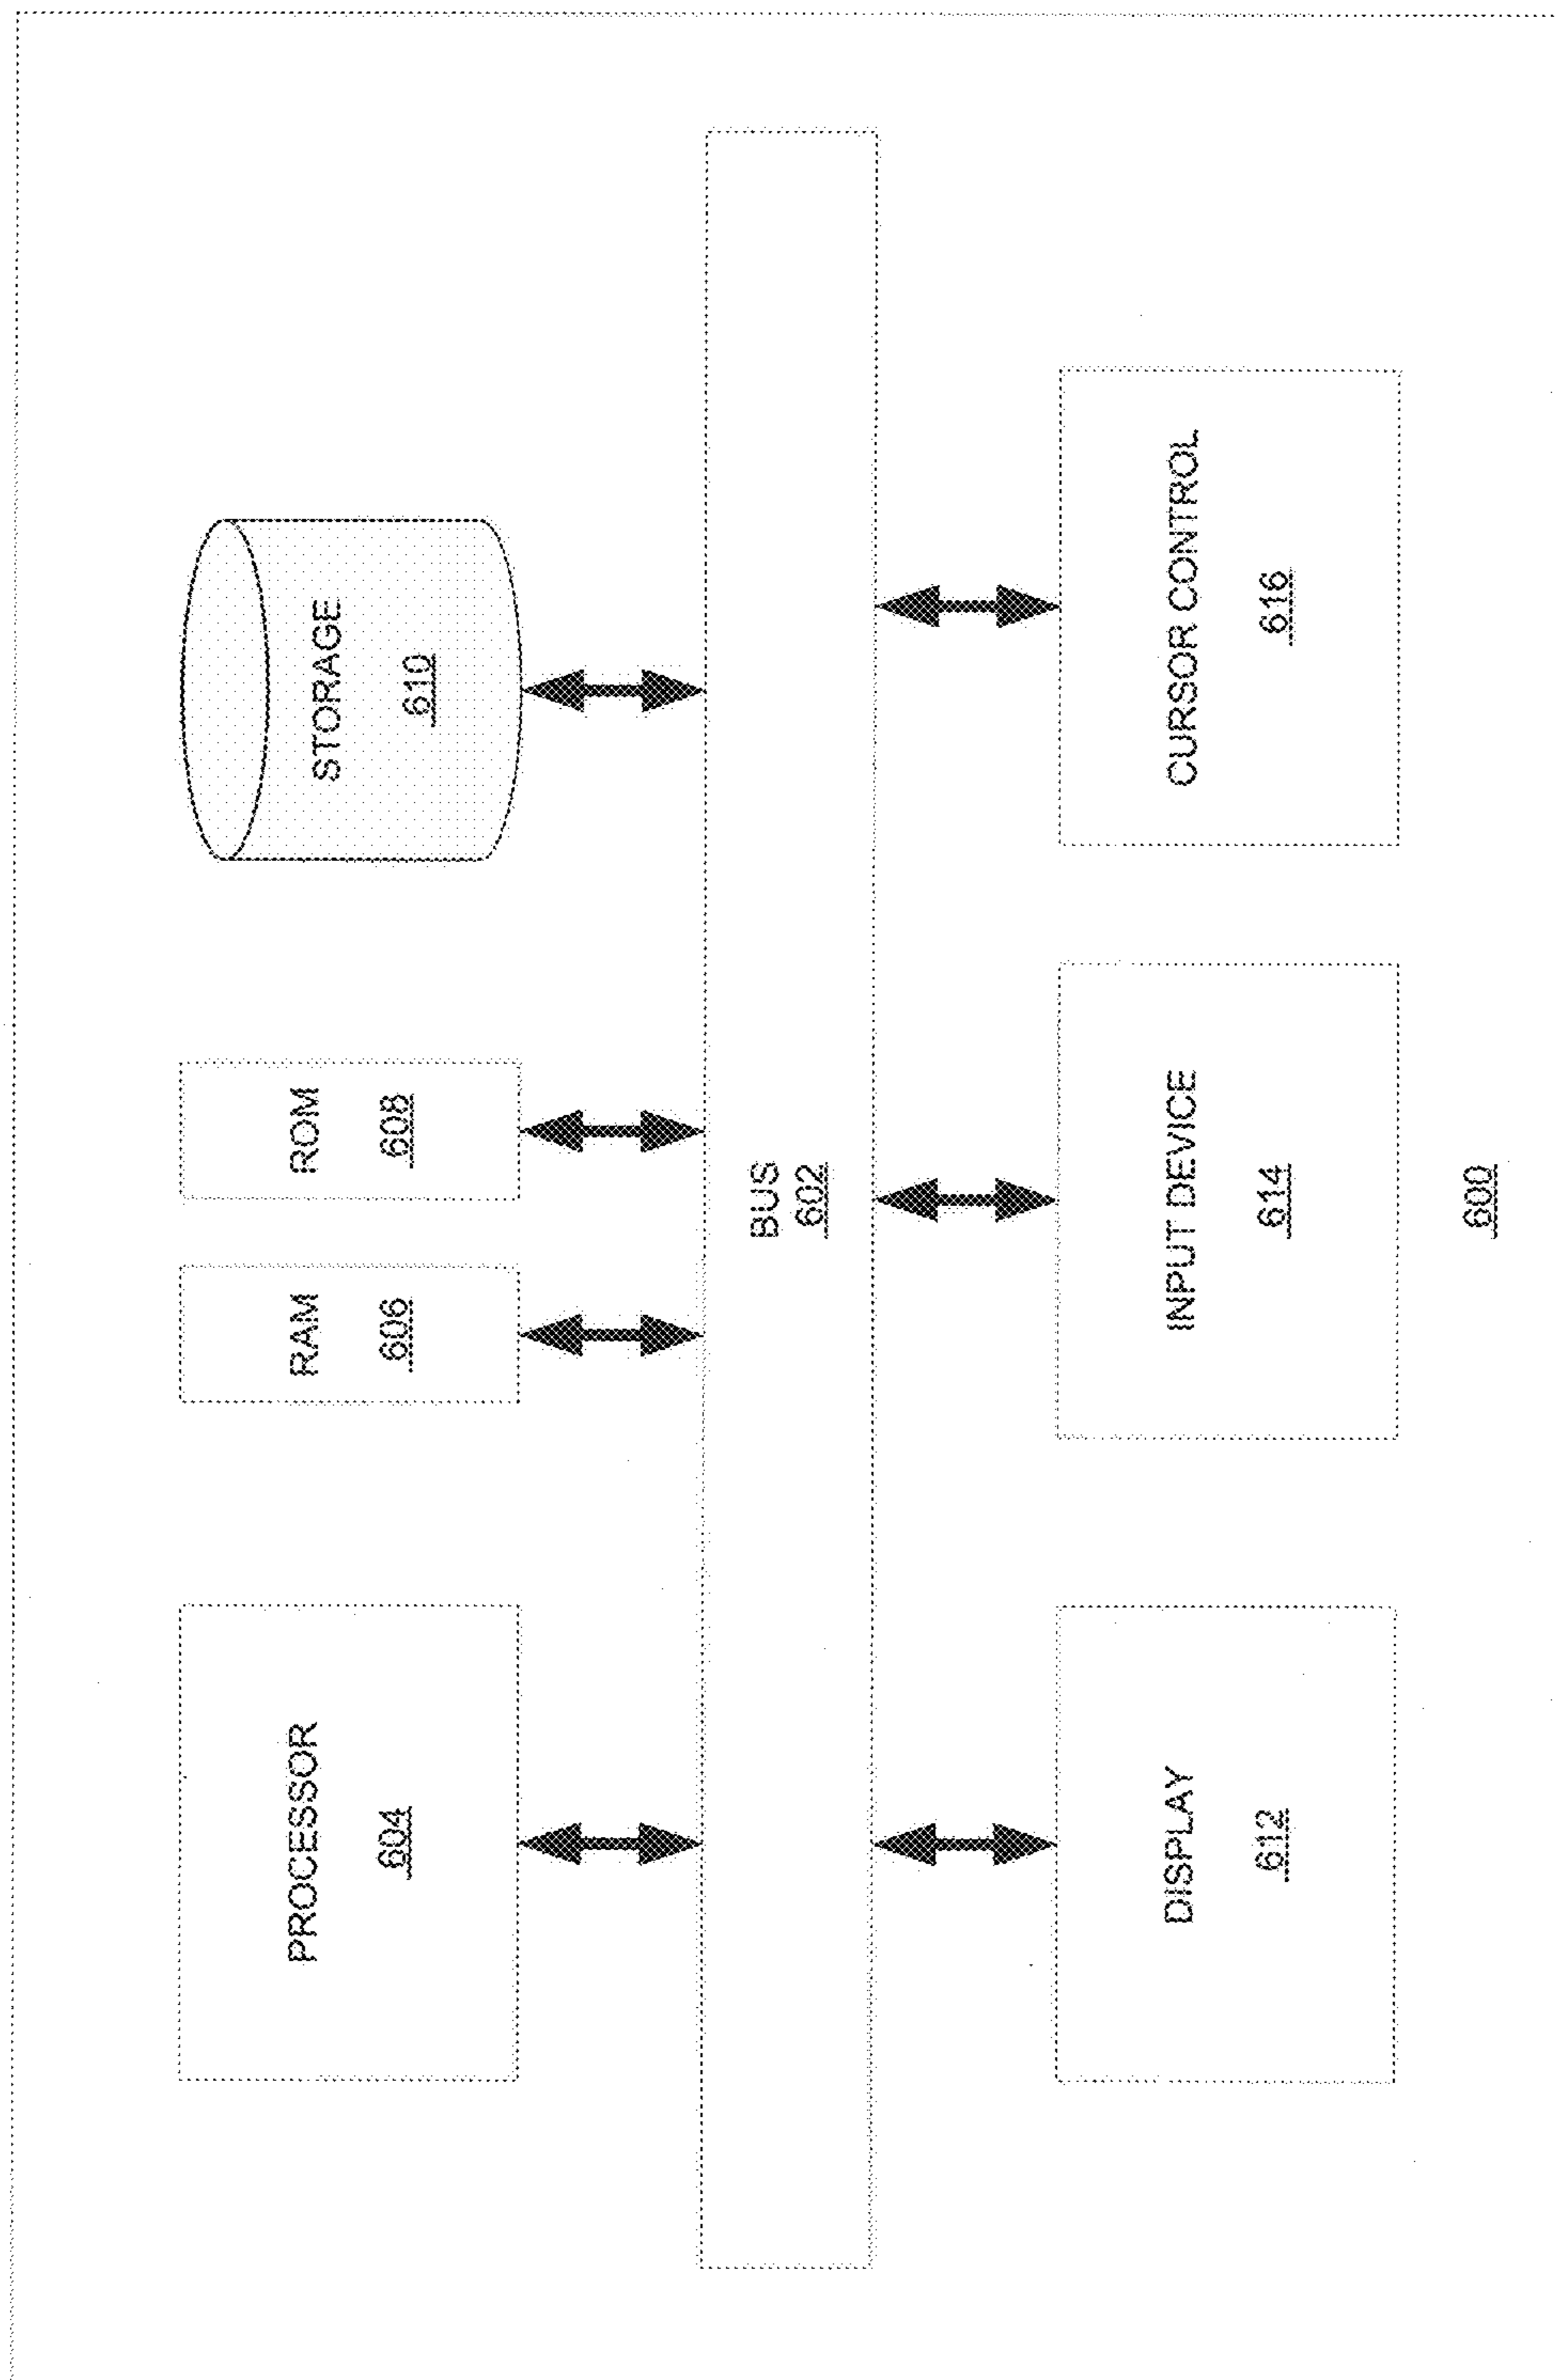 PROCESSOR
604
RAM
606
ROM
608
STORAGE
610
BUS
602
DISPLAY
612
INPUT DEVICE
614
CURSOR CONTROL
616
600